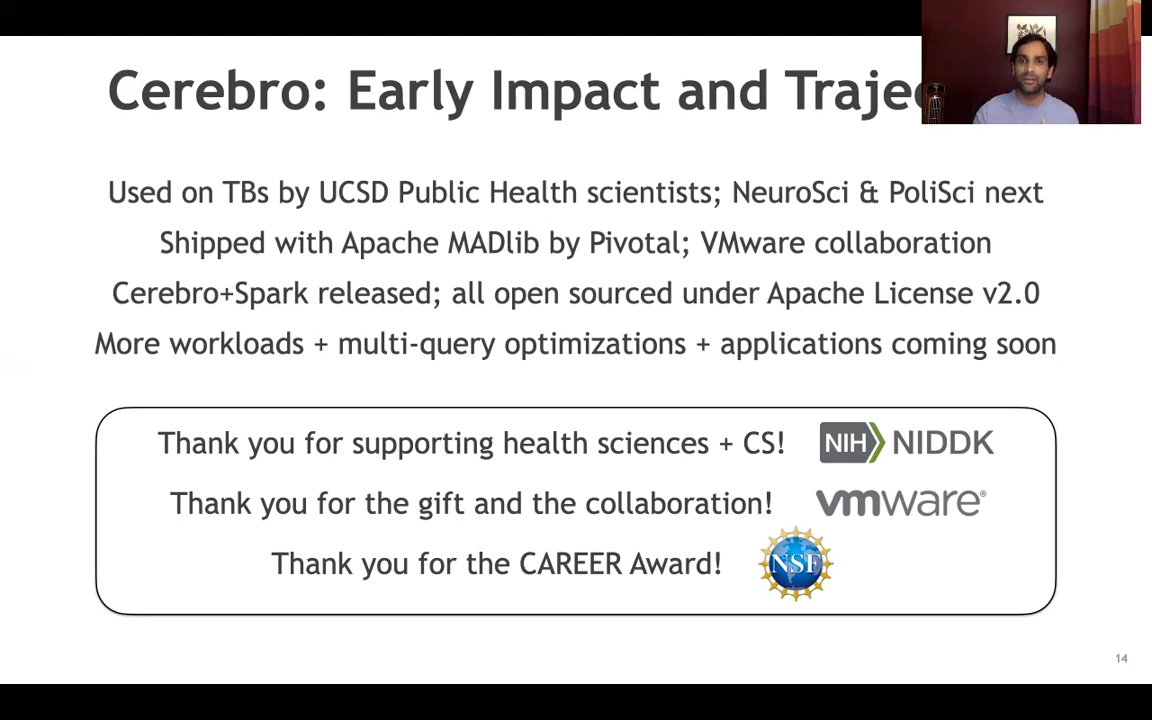 Cerebro: Early Impact and Traje
Used on TBs by UCSD Public Health scientists; NeuroSci & PoliSci next
Shipped with Apache MADlib by Pivotal; VMware collaboration
Cerebro+Spark released; all open sourced under Apache License v2.0
More workloads + multi-query optimizations + applications coming soon
Thank you for supporting health sciences + CS! NIH NIDDK
Thank you for the gift and the collaboration! vmware®
Thank you for the CAREER Award! NSF
14